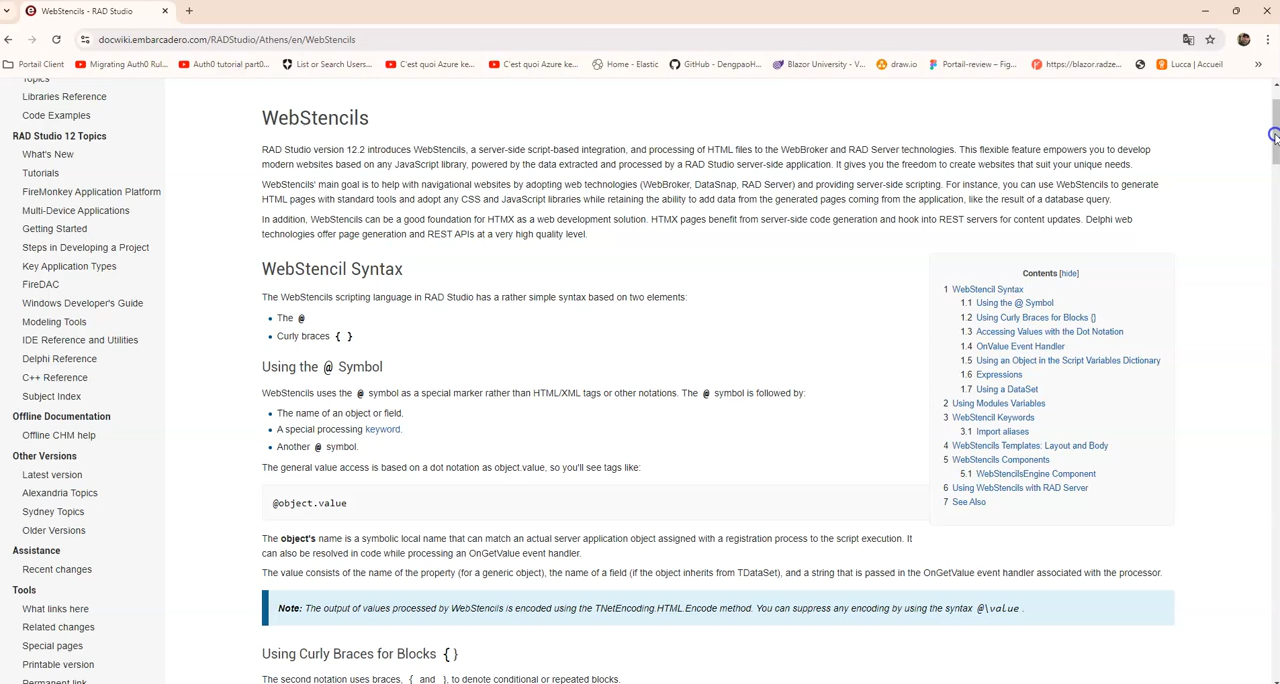 WebStencils - RAD Studio
docwiki.embarcadero.com/RADStudio/Athens/en/WebStencils
Portail Client
Migrating Auth0 Rul...
Auth0 tutorial part0...
List or Search Users...
C'est quoi Azure ke...
C'est quoi Azure ke...
Home - Elastic
GitHub - DengpaoH...
Blazor University - V...
draw.io
Portail-review – Fig...
https://blazor.radze...
Lucca | Accueil
Topics
Libraries Reference
Code Examples
RAD Studio 12 Topics
What's New
Tutorials
FireMonkey Application Platform
Multi-Device Applications
Getting Started
Steps in Developing a Project
Key Application Types
FireDAC
Windows Developer's Guide
Modeling Tools
IDE Reference and Utilities
Delphi Reference
C++ Reference
Subject Index
Offline Documentation
Offline CHM help
Other Versions
Latest version
Alexandria Topics
Sydney Topics
Older Versions
Assistance
Recent changes
Tools
What links here
Related changes
Special pages
Printable version
Permanent link
WebStencils
RAD Studio version 12.2 introduces WebStencils, a server-side script-based integration, and processing of HTML files to the WebBroker and RAD Server technologies. This flexible feature empowers you to develop
modern websites based on any JavaScript library, powered by the data extracted and processed by a RAD Studio server-side application. It gives you the freedom to create websites that suit your unique needs.
WebStencils' main goal is to help with navigational websites by adopting web technologies (WebBroker, DataSnap, RAD Server) and providing server-side scripting. For instance, you can use WebStencils to generate
HTML pages with standard tools and adopt any CSS and JavaScript libraries while retaining the ability to add data from the generated pages coming from the application, like the result of a database query.
In addition, WebStencils can be a good foundation for HTMX as a web development solution. HTMX pages benefit from server-side code generation and hook into REST servers for content updates. Delphi web
technologies offer page generation and REST APIs at a very high quality level.
WebStencil Syntax
The WebStencils scripting language in RAD Studio has a rather simple syntax based on two elements:
The @
Curly braces { }
Using the @ Symbol
WebStencils uses the @ symbol as a special marker rather than HTML/XML tags or other notations. The @ symbol is followed by:
The name of an object or field.
A special processing keyword.
Another @ symbol.
The general value access is based on a dot notation as object.value, so you'll see tags like:
@object.value
Contents [hide]
1 WebStencil Syntax
1.1 Using the @ Symbol
1.2 Using Curly Braces for Blocks {}
1.3 Accessing Values with the Dot Notation
1.4 OnValue Event Handler
1.5 Using an Object in the Script Variables Dictionary
1.6 Expressions
1.7 Using a DataSet
2 Using Modules Variables
3 WebStencil Keywords
3.1 Import aliases
4 WebStencils Templates: Layout and Body
5 WebStencils Components
5.1 WebStencilsEngine Component
6 Using WebStencils with RAD Server
7 See Also
The object's name is a symbolic local name that can match an actual server application object assigned with a registration process to the script execution. It
can also be resolved in code while processing an OnGetValue event handler.
The value consists of the name of the property (for a generic object), the name of a field (if the object inherits from TDataSet), and a string that is passed in the OnGetValue event handler associated with the processor.
Note: The output of values processed by WebStencils is encoded using the TNetEncoding.HTML.Encode method. You can suppress any encoding by using the syntax @\value .
Using Curly Braces for Blocks { }
The second notation uses braces, { and }, to denote conditional or repeated blocks.